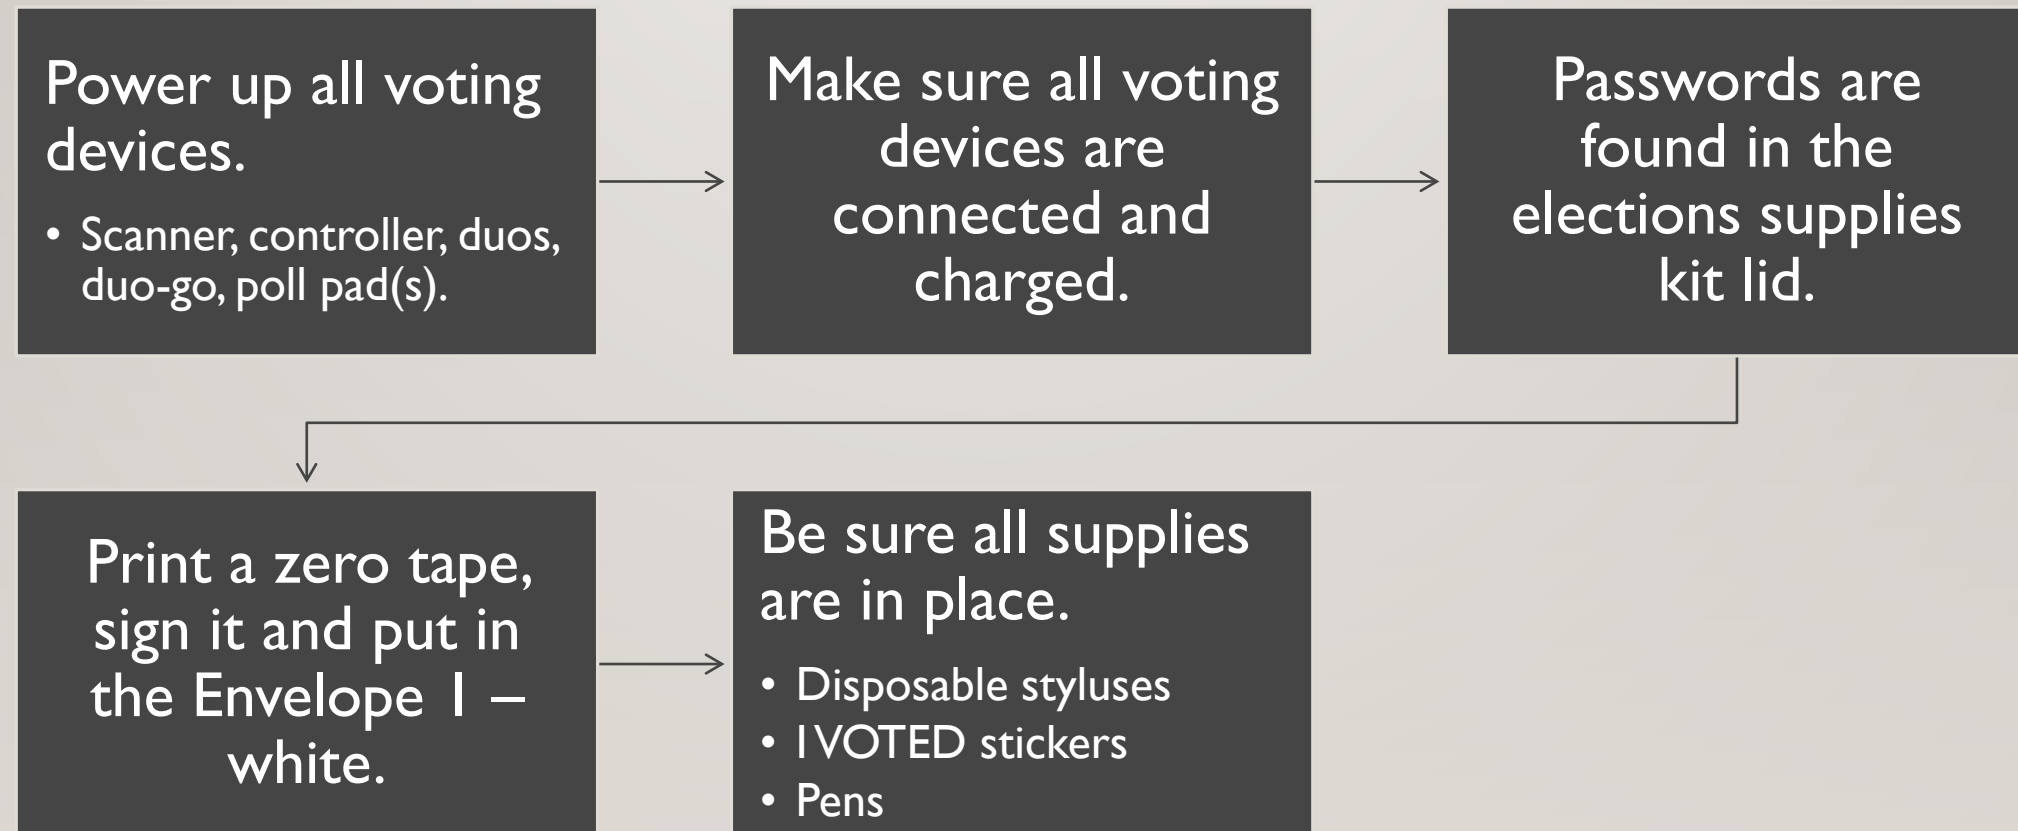 Power up all voting
devices.
• Scanner, controller, duos,
duo-go, poll pad(s).
Make sure all voting
devices are
connected and
charged.
Passwords are
found in the
elections supplies
kit lid.
Print a zero tape,
sign it and put in
the Envelope 1 –
white.
Be sure all supplies
are in place.
• Disposable styluses
• I VOTED stickers
• Pens